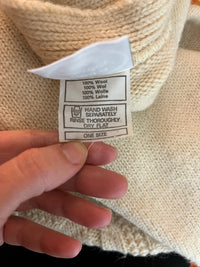 100% Wool
100% Wol
100% Wolle
100% Laine
HAND WASH
SEPARATELY
RINSE THOROUGHLY
DRY FLAT
ONE SIZE